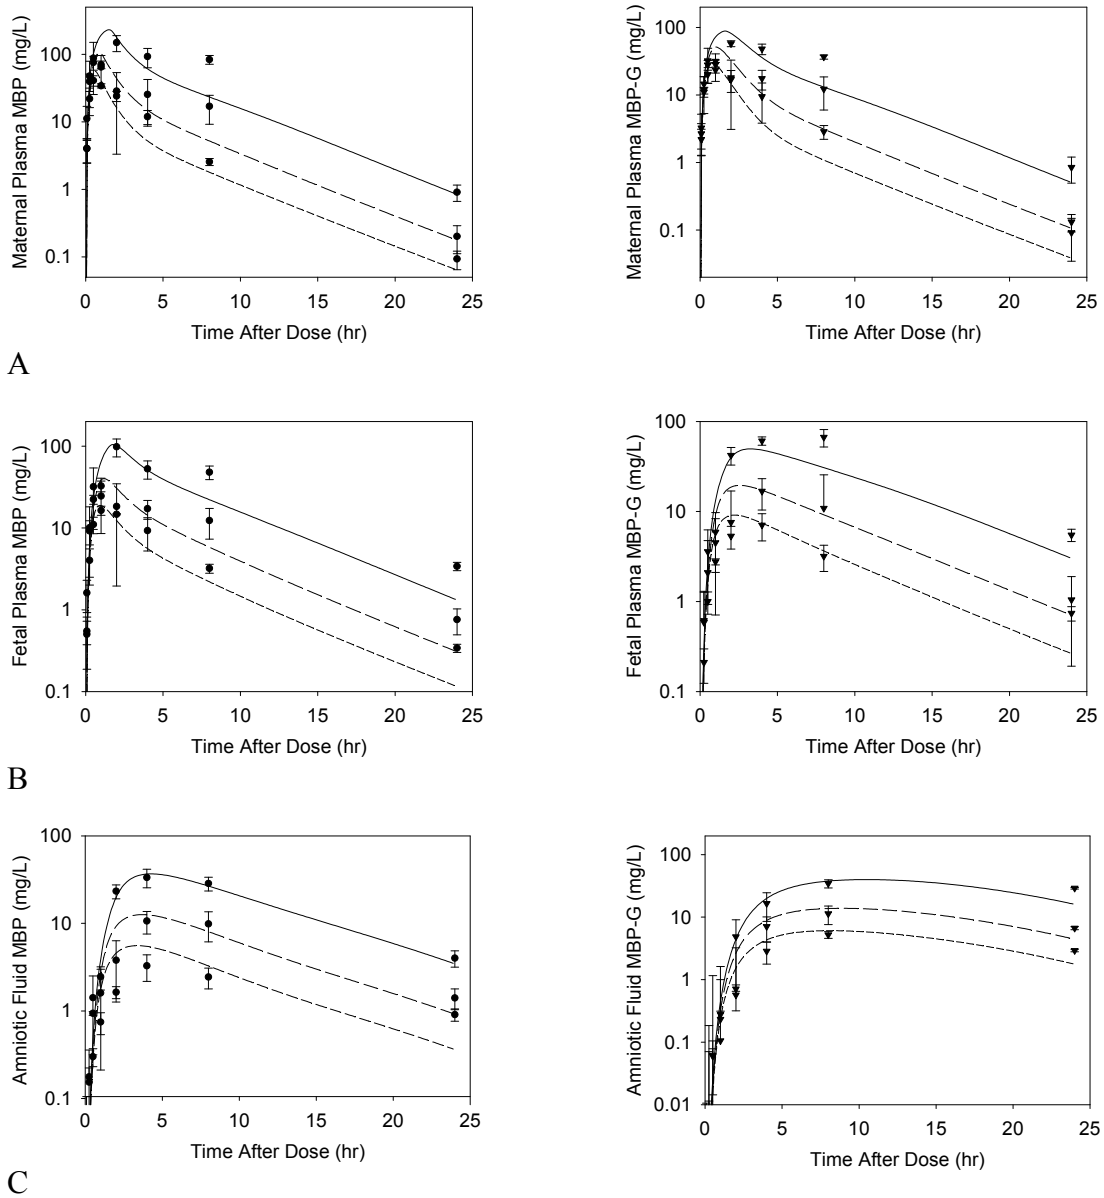 Maternal Plasma MBP (mg/L)
100
10
1
0.1
0 5 10 15 20 25
Time After Dose (hr)
Maternal Plasma MBP-G (mg/L)
100
10
1
0.1
0 5 10 15 20 25
Time After Dose (hr)
A
Fetal Plasma MBP (mg/L)
100
10
1
0.1
0 5 10 15 20 25
Time After Dose (hr)
Fetal Plasma MBP-G (mg/L)
100
10
1
0.1
0 5 10 15 20 25
Time After Dose (hr)
B
Amniotic Fluid MBP (mg/L)
100
10
1
0.1
0 5 10 15 20 25
Time After Dose (hr)
Amniotic Fluid MBP-G (mg/L)
100
10
1
0.1
0.01
0 5 10 15 20 25
Time After Dose (hr)
C